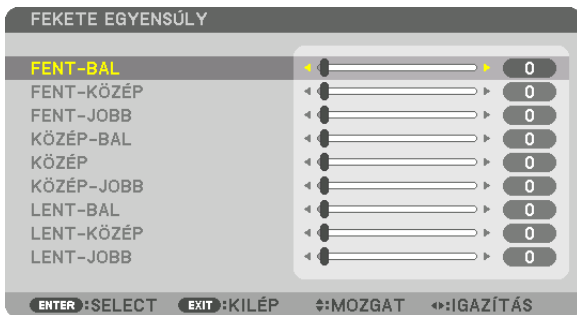 FEKETE EGYENSÚLY
FENT-BAL 0
FENT-KÖZÉP 0
FENT-JOBB 0
KÖZÉP-BAL 0
KÖZÉP 0
KÖZÉP-JOBB 0
LENT-BAL 0
LENT-KÖZÉP 0
LENT-JOBB 0
ENTER:SELECT EXIT:KILÉP :MOZGAT :IGAZÍTÁS